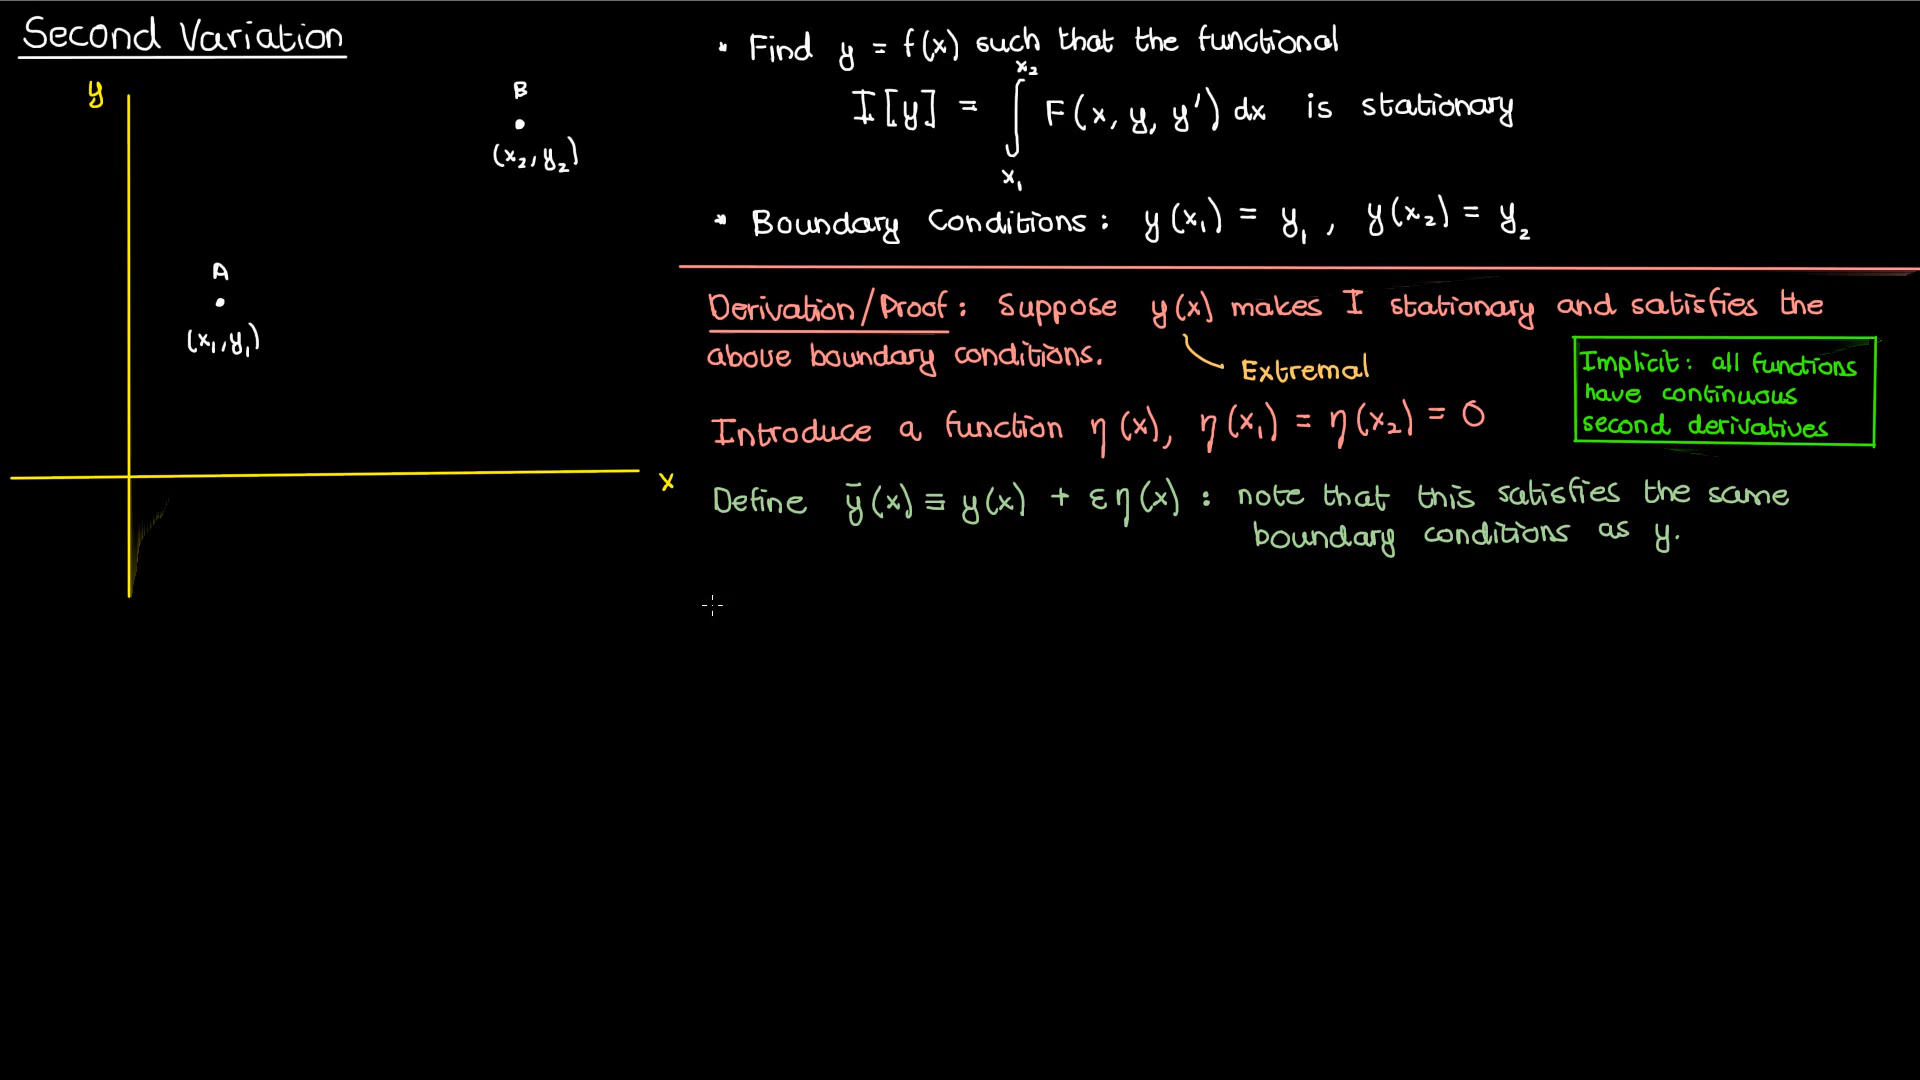 Second Variation
y
B
(x₂, y₂)
A
(x₁, y₁)
x
• Find y = f(x) such that the functional
I[y] = ∫ₓ₁ˣ² F(x, y, y') dx is stationary
• Boundary Conditions: y(x₁) = y₁, y(x₂) = y₂
Derivation/Proof: Suppose y(x) makes I stationary and satisfies the
above boundary conditions.
Extremal
Implicit: all functions
have continuous
second derivatives
Introduce a function η(x), η(x₁) = η(x₂) = 0
Define ȳ(x) ≡ y(x) + εη(x) : note that this satisfies the same
boundary conditions as y.